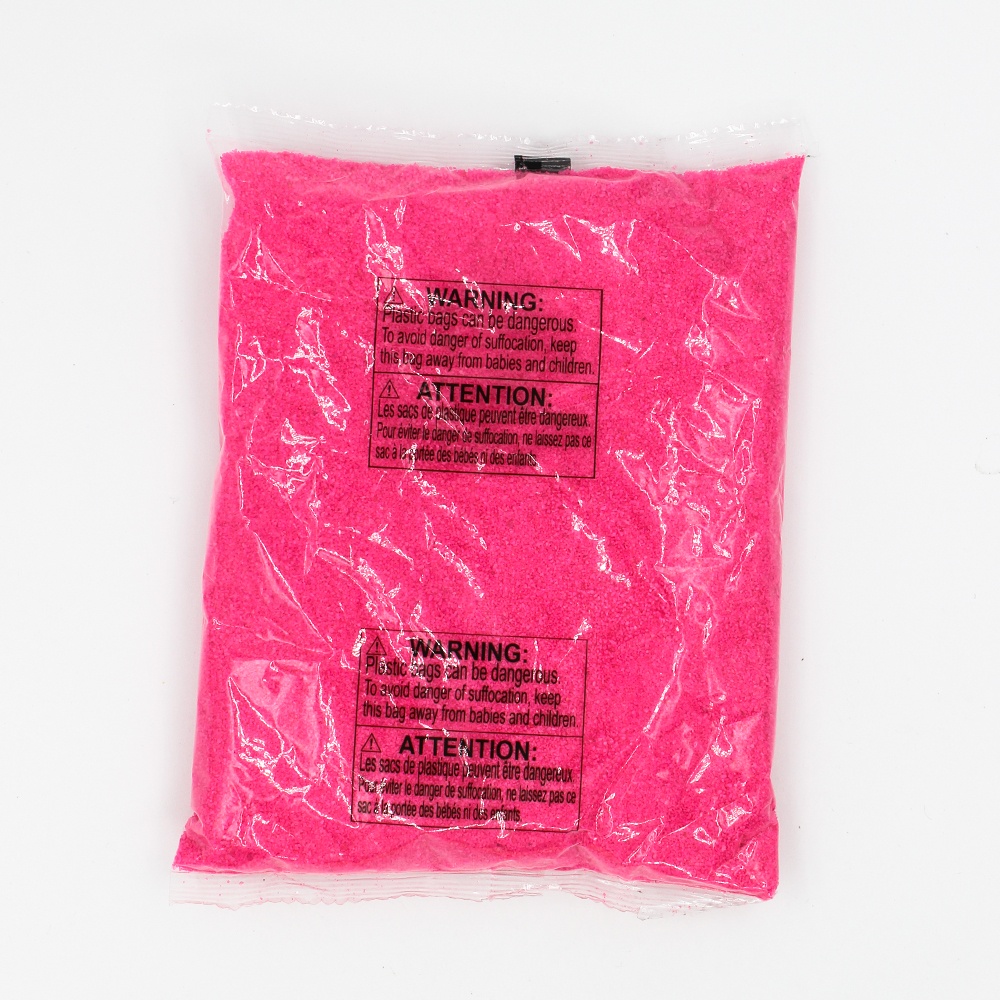 WARNING:
Plastic bags can be dangerous.
To avoid danger of suffocation, keep
this bag away from babies and children.
ATTENTION:
Les sacs de plastique peuvent être dangereux.
Pour éviter le danger de suffocation, ne laissez pas ce
sac à la portée des bébés ni des enfants.
WARNING:
Plastic bags can be dangerous.
To avoid danger of suffocation, keep
this bag away from babies and children.
ATTENTION:
Les sacs de plastique peuvent être dangereux.
Pour éviter le danger de suffocation, ne laissez pas ce
sac à la portée des bébés ni des enfants.